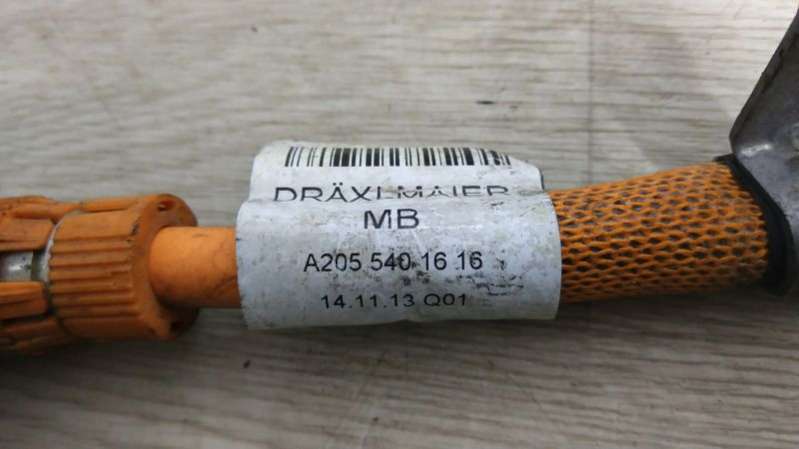 DRÄXLMAIER
MB
A205 540 16 16
14.11.13 Q01